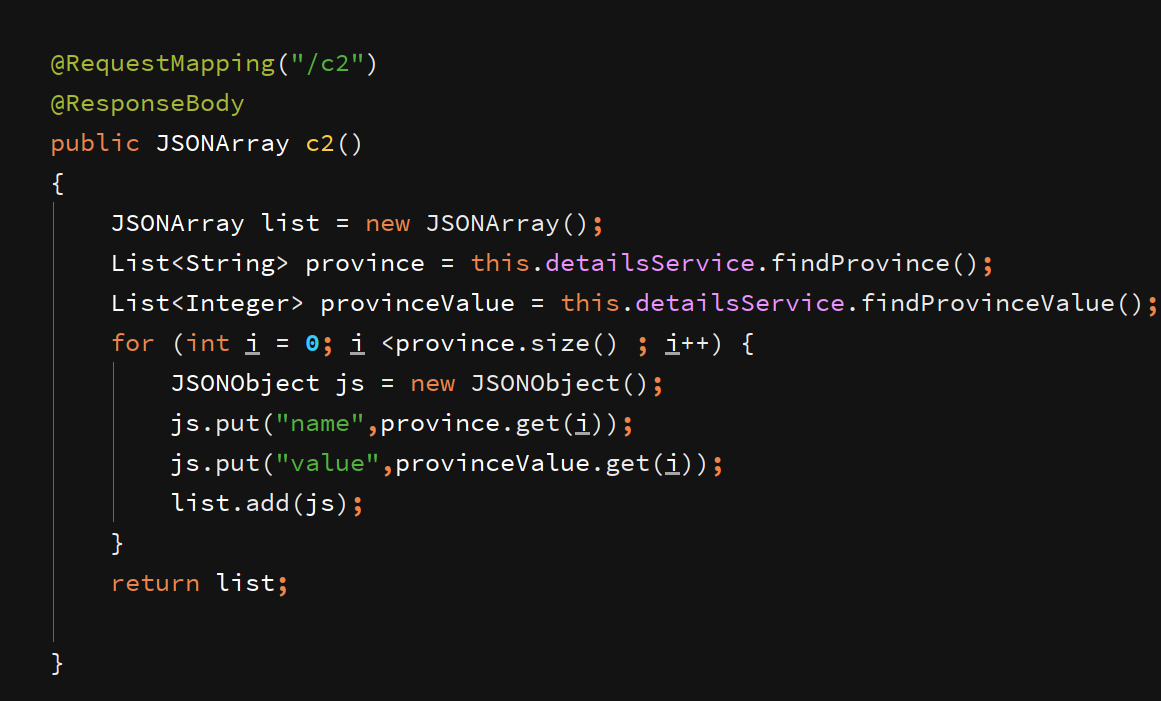 @RequestMapping("/c2")
@ResponseBody
public JSONArray c2()
{
    JSONArray list = new JSONArray();
    List<String> province = this.detailsService.findProvince();
    List<Integer> provinceValue = this.detailsService.findProvinceValue();
    for (int i = 0; i <province.size() ; i++) {
        JSONObject js = new JSONObject();
        js.put("name",province.get(i));
        js.put("value",provinceValue.get(i));
        list.add(js);
    }
    return list;
}